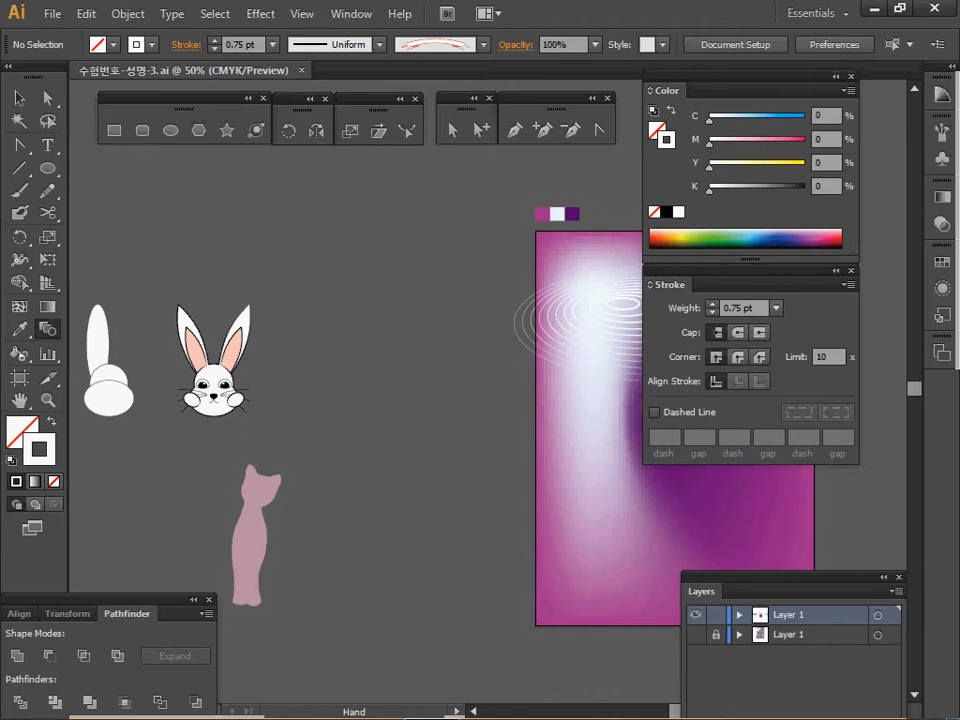 Ai File Edit Object Type Select Effect View Window Help Br Essentials
No Selection Stroke: 0.75 pt Uniform Opacity: 100% Style: Document Setup Preferences
수험번호-성명-3.ai @ 50% (CMYK/Preview) ×
Color
C 0 %
M 0 %
Y 0 %
K 0 %
Stroke
Weight: 0.75 pt
Cap:
Corner: Limit: 10 x
Align Stroke:
Dashed Line
dash gap dash gap dash gap
Layers
Layer 1
Layer 1
Align Transform Pathfinder
Shape Modes:
Expand
Pathfinders:
Hand